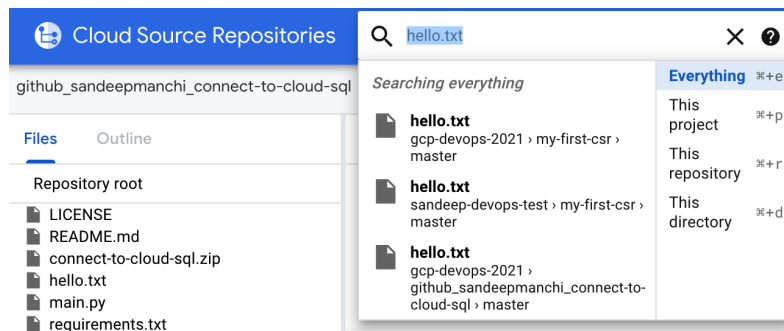 Cloud Source Repositories
hello.txt
github_sandeepmanchi_connect-to-cloud-sql
Files
Outline
Repository root
LICENSE
README.md
connect-to-cloud-sql.zip
hello.txt
main.py
requirements.txt
Searching everything
hello.txt
gcp-devops-2021 › my-first-csr ›
master
hello.txt
sandeep-devops-test › my-first-csr ›
master
hello.txt
gcp-devops-2021 ›
github_sandeepmanchi_connect-to-
cloud-sql › master
Everything ⌘+e
This
project ⌘+p
This
repository ⌘+r
This
directory ⌘+d